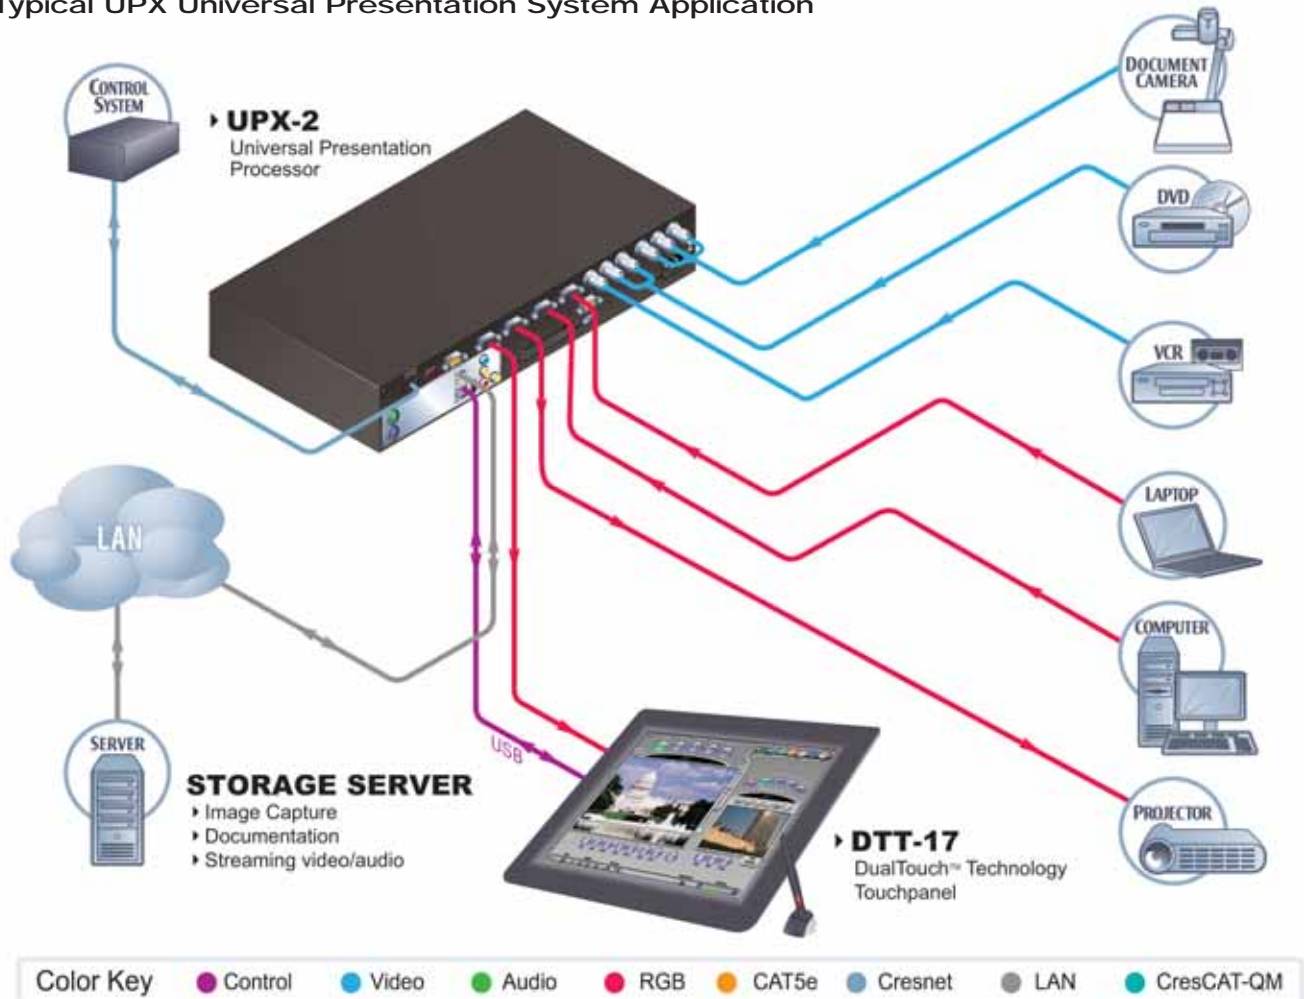 Typical UPX Universal Presentation System Application
CONTROL
SYSTEM
UPX-2
Universal Presentation
Processor
DOCUMENT
CAMERA
DVD
VCR
LAPTOP
LAN
COMPUTER
SERVER
STORAGE SERVER
Image Capture
Documentation
Streaming video/audio
USB
PROJECTOR
DTT-17
DualTouch™ Technology
Touchpanel
Color Key Control Video Audio RGB CAT5e Cresnet LAN CresCAT-QM